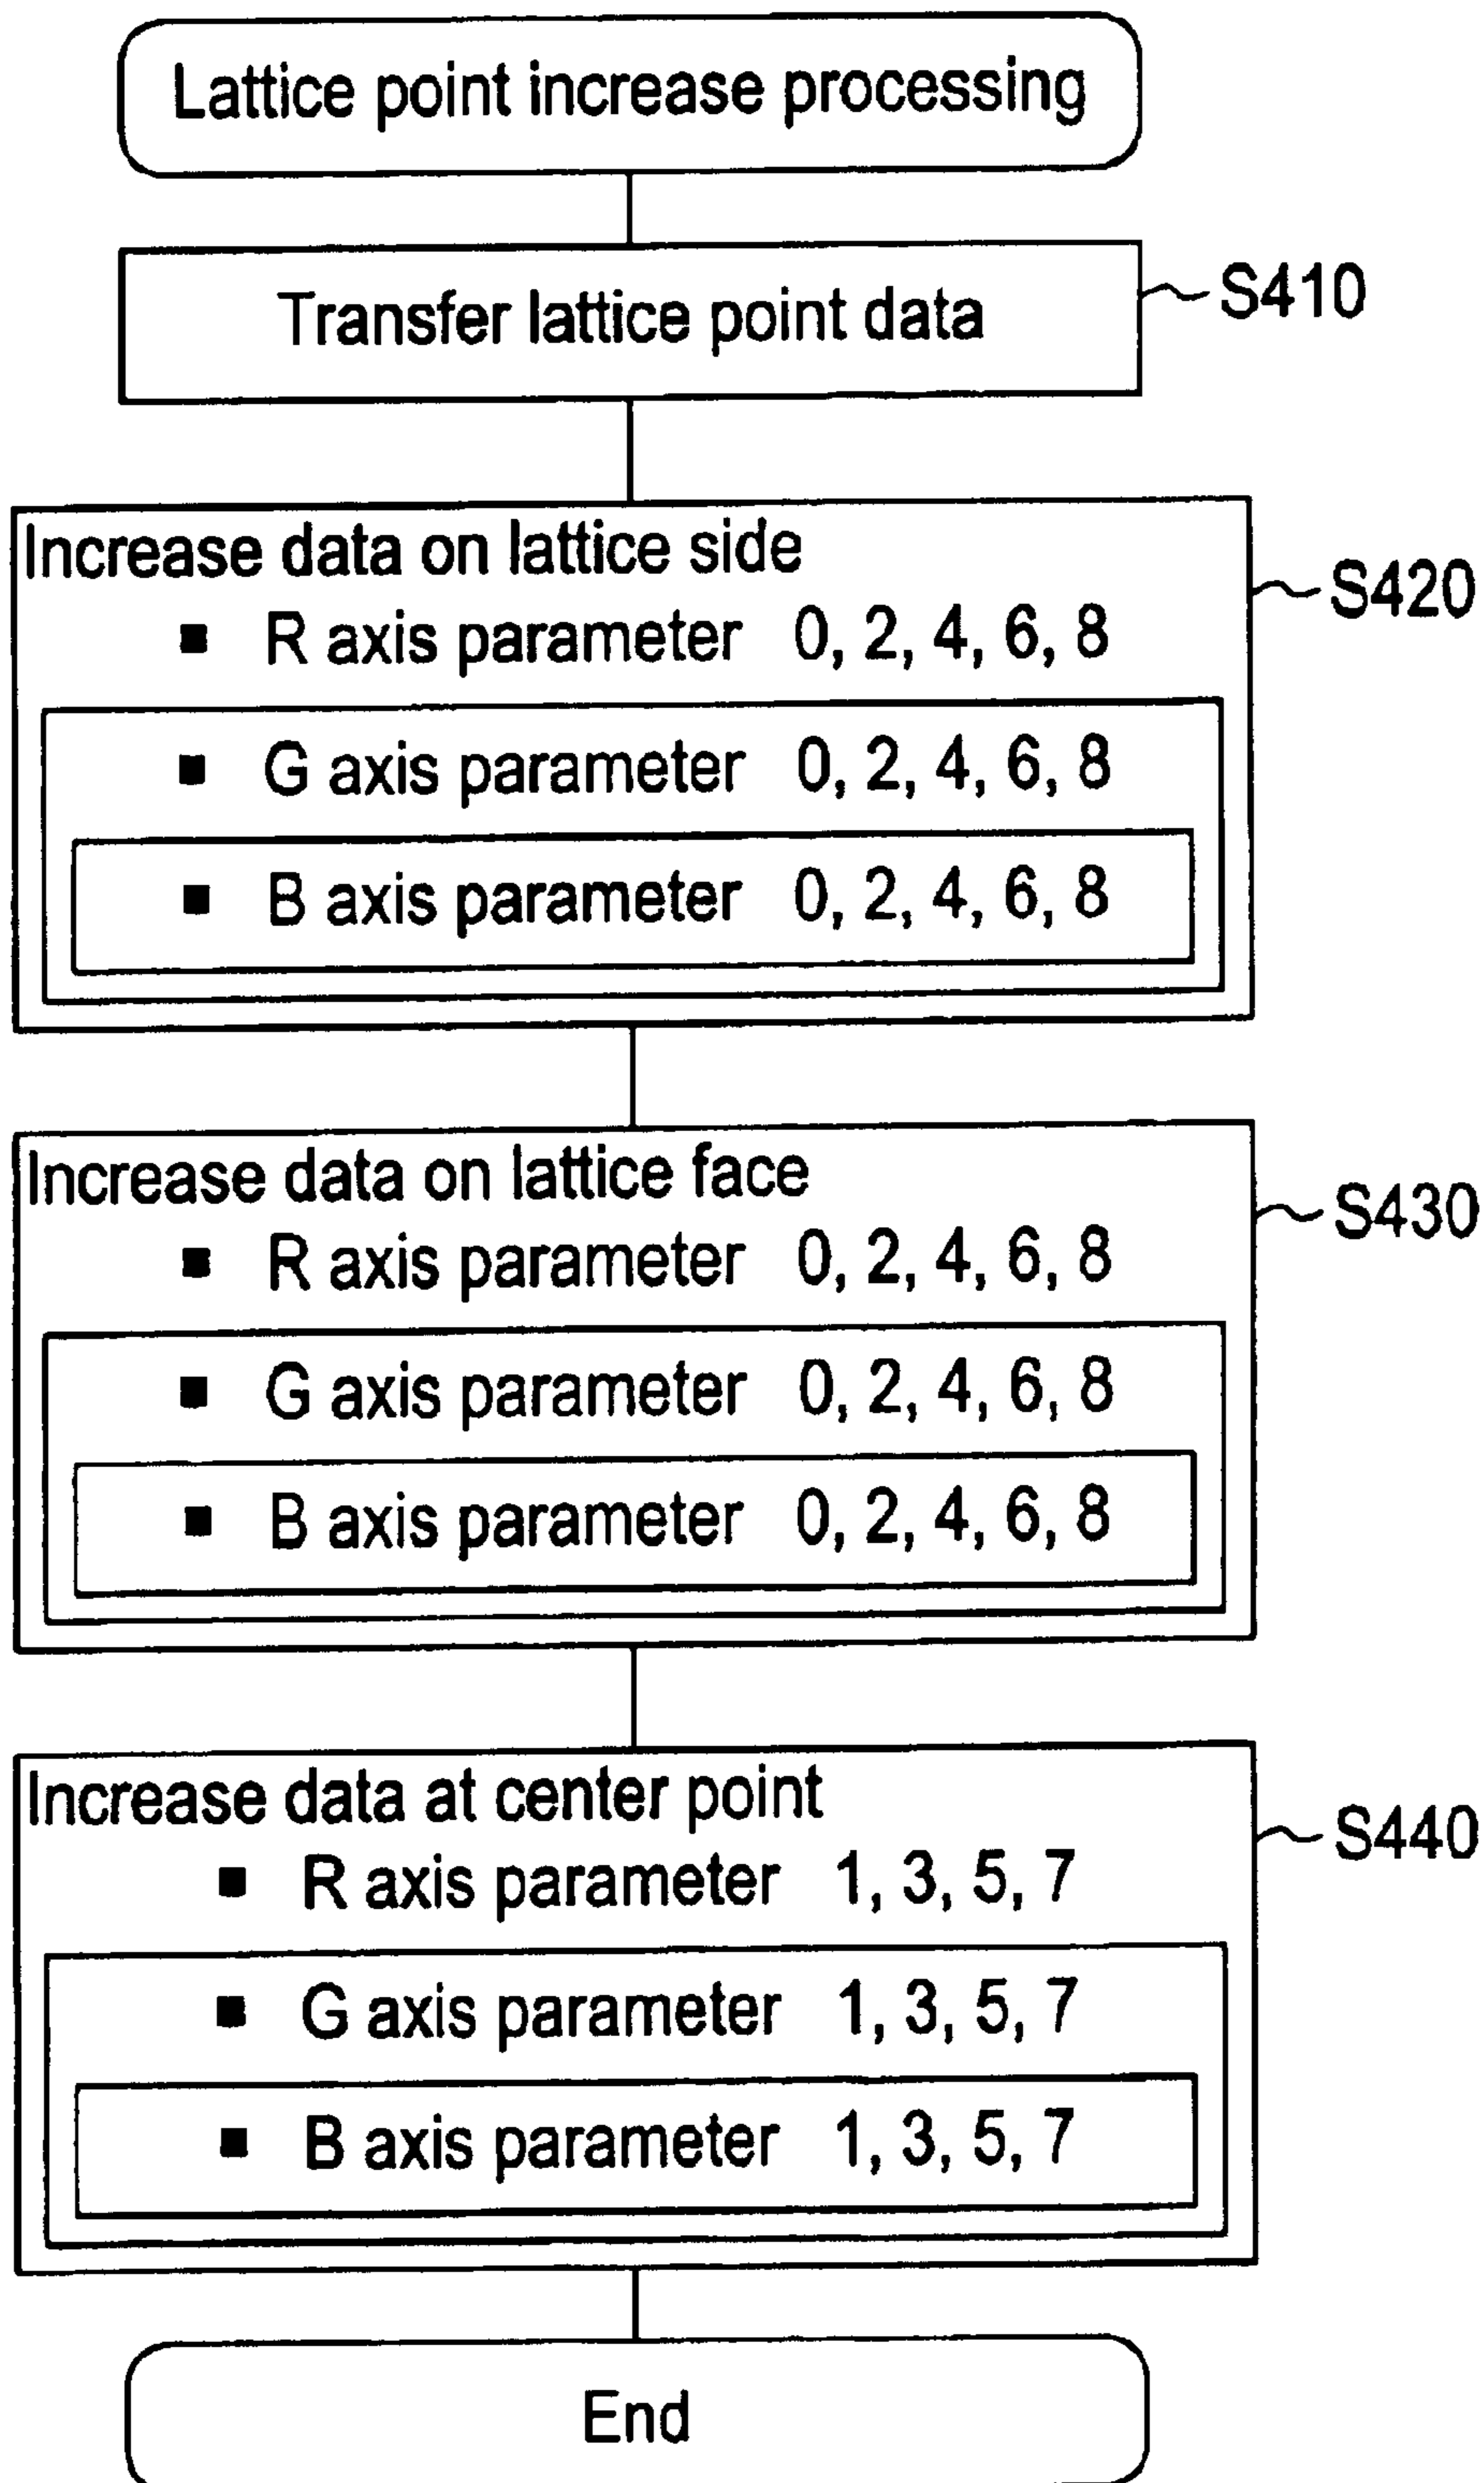 Lattice point increase processing
Transfer lattice point data
S410
Increase data on lattice side
S420
■ R axis parameter 0, 2, 4, 6, 8
■ G axis parameter 0, 2, 4, 6, 8
■ B axis parameter 0, 2, 4, 6, 8
Increase data on lattice face
S430
■ R axis parameter 0, 2, 4, 6, 8
■ G axis parameter 0, 2, 4, 6, 8
■ B axis parameter 0, 2, 4, 6, 8
Increase data at center point
S440
■ R axis parameter 1, 3, 5, 7
■ G axis parameter 1, 3, 5, 7
■ B axis parameter 1, 3, 5, 7
End